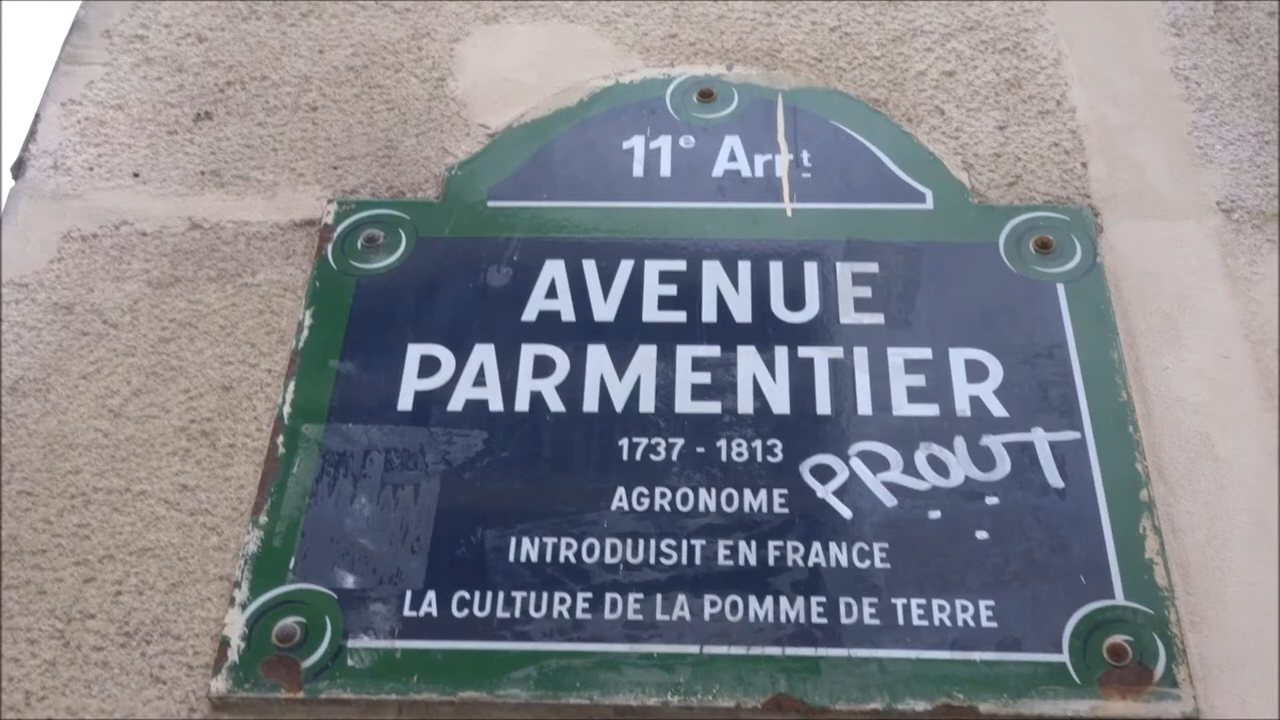 11e Arrt
AVENUE
PARMENTIER
1737 - 1813
PROUT
AGRONOME
INTRODUISIT EN FRANCE
LA CULTURE DE LA POMME DE TERRE